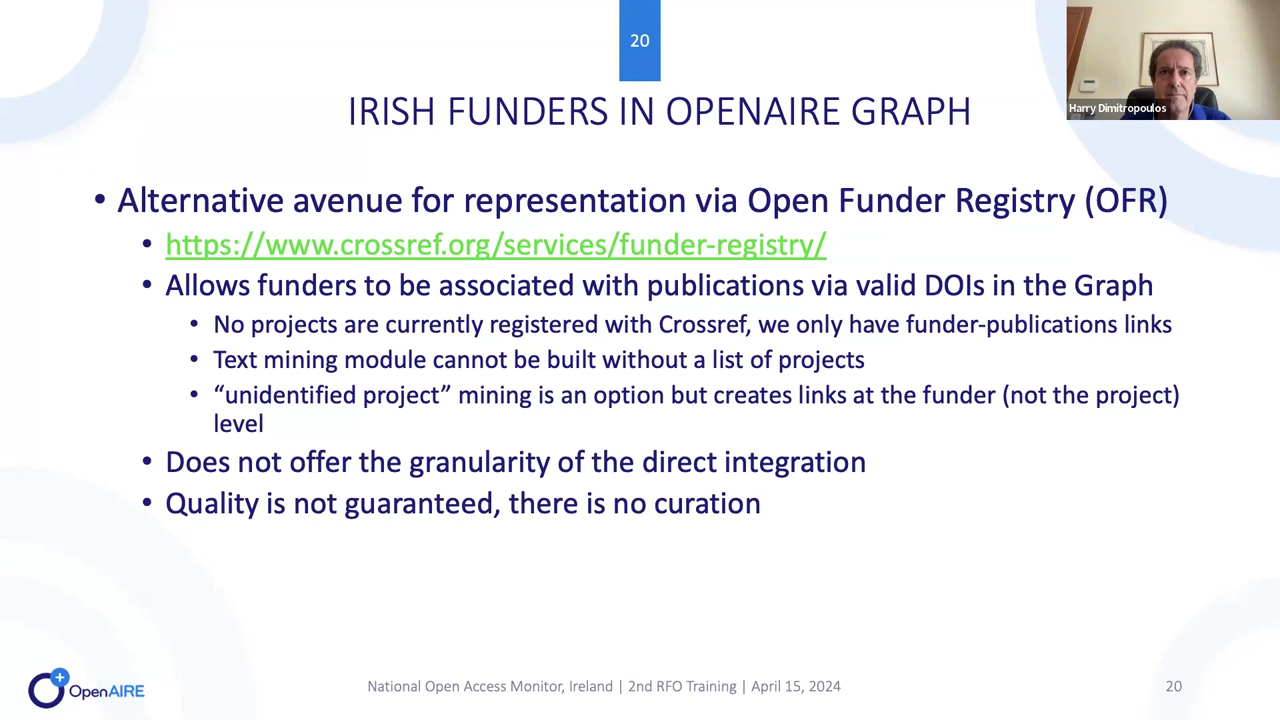 20
Harry Dimitropoulos
IRISH FUNDERS IN OPENAIRE GRAPH
• Alternative avenue for representation via Open Funder Registry (OFR)
• https://www.crossref.org/services/funder-registry/
• Allows funders to be associated with publications via valid DOIs in the Graph
• No projects are currently registered with Crossref, we only have funder-publications links
• Text mining module cannot be built without a list of projects
• “unidentified project” mining is an option but creates links at the funder (not the project)
level
• Does not offer the granularity of the direct integration
• Quality is not guaranteed, there is no curation
OpenAIRE
National Open Access Monitor, Ireland | 2nd RFO Training | April 15, 2024
20